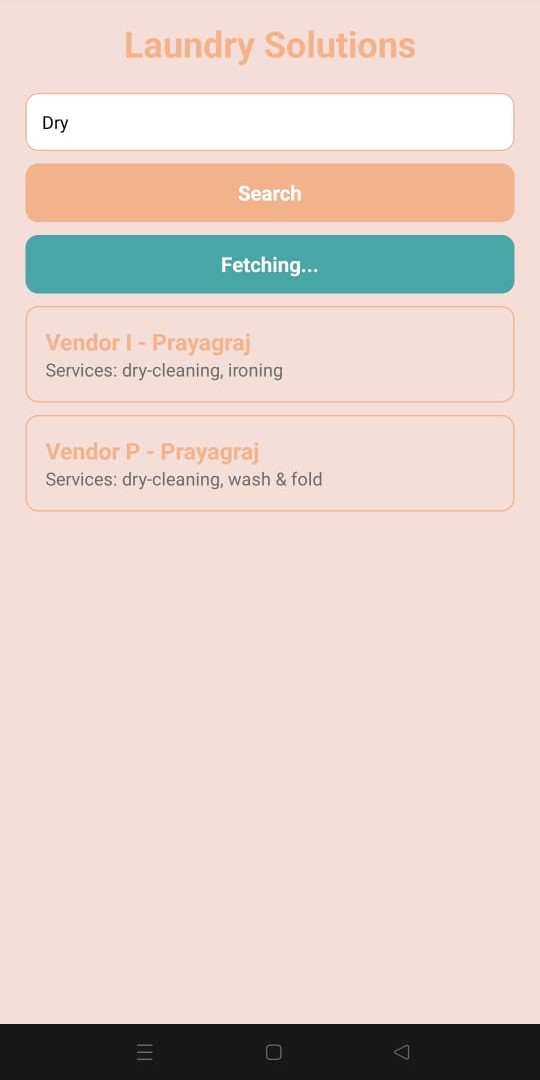 Laundry Solutions
Dry
Search
Fetching...
Vendor I - Prayagraj
Services: dry-cleaning, ironing
Vendor P - Prayagraj
Services: dry-cleaning, wash & fold